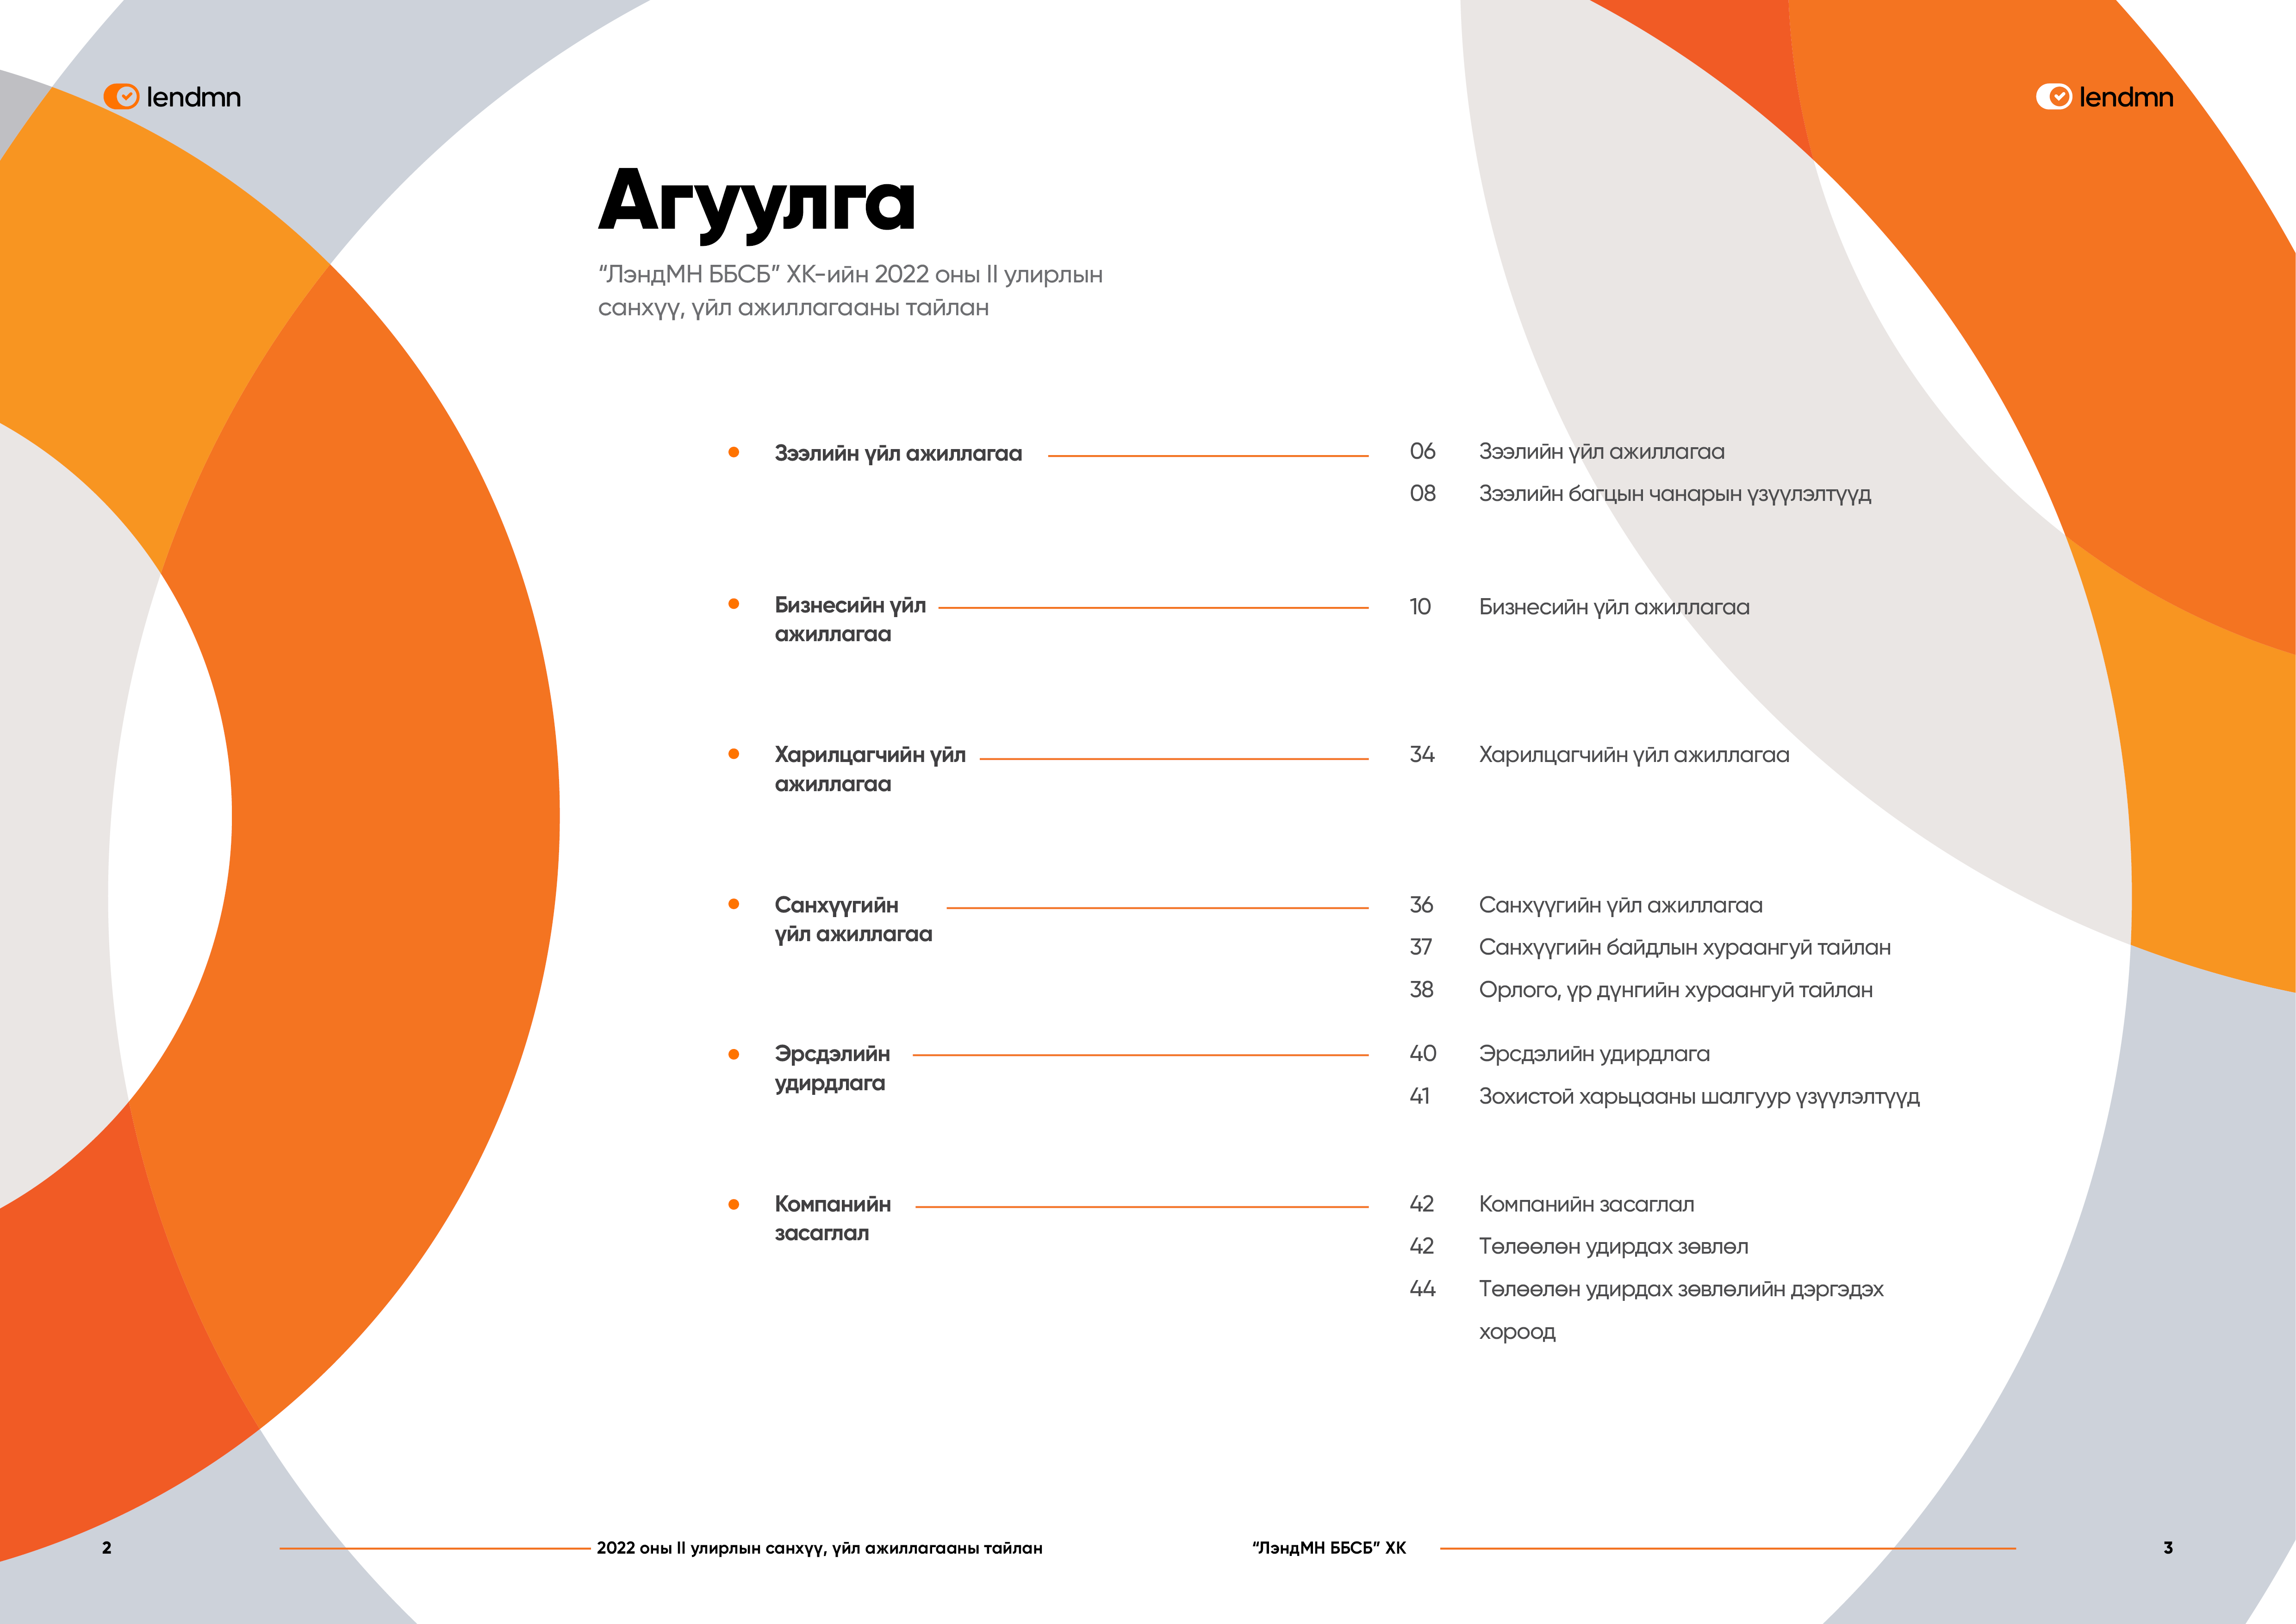 lendmn
lendmn
Агуулга
“ЛэндМН ББСБ” ХК-ийн 2022 оны II улирлын
санхүү, үйл ажиллагааны тайлан
Зээлийн үйл ажиллагаа
06 Зээлийн үйл ажиллагаа
08 Зээлийн багцын чанарын үзүүлэлтүүд
Бизнесийн үйл
ажиллагаа
10 Бизнесийн үйл ажиллагаа
Харилцагчийн үйл
ажиллагаа
34 Харилцагчийн үйл ажиллагаа
Санхүүгийн
үйл ажиллагаа
36 Санхүүгийн үйл ажиллагаа
37 Санхүүгийн байдлын хураангуй тайлан
38 Орлого, үр дүнгийн хураангуй тайлан
Эрсдэлийн
удирдлага
40 Эрсдэлийн удирдлага
41 Зохистой харьцааны шалгуур үзүүлэлтүүд
Компанийн
засаглал
42 Компанийн засаглал
42 Төлөөлөн удирдах зөвлөл
44 Төлөөлөн удирдах зөвлөлийн дэргэдэх
хороод
2
2022 оны II улирлын санхүү, үйл ажиллагааны тайлан
“ЛэндМН ББСБ” ХК
3